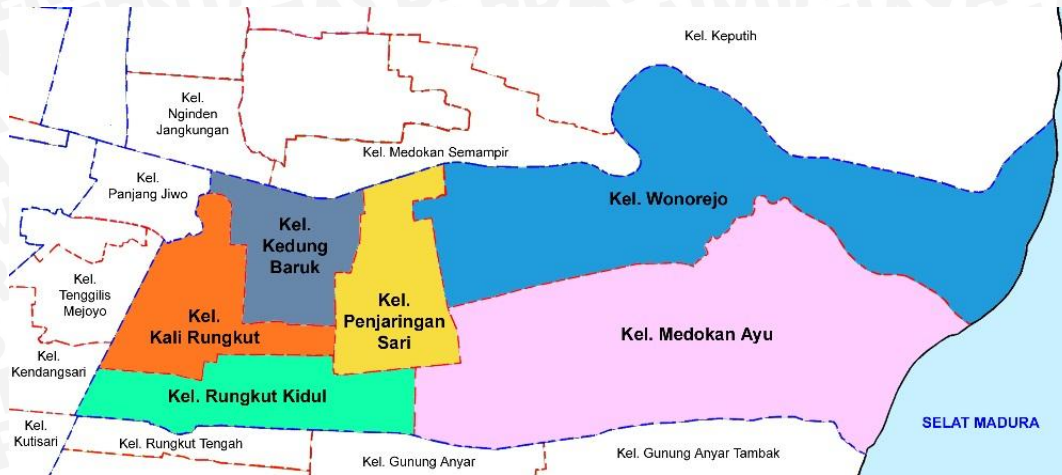 Kel. Keputih
Kel.
Nginden
Jangkungan
Kel. Medokan Semampir
Kel.
Panjang Jiwo
Kel. Wonorejo
Kel.
Kedung
Baruk
Kel.
Tenggilis
Mejoyo
Kel.
Kali Rungkut
Kel.
Penjaringan
Sari
Kel. Medokan Ayu
Kel.
Kendangsari
Kel. Rungkut Kidul
Kel.
Kutisari
Kel. Rungkut Tengah
Kel. Gunung Anyar
Kel. Gunung Anyar Tambak
SELAT MADURA